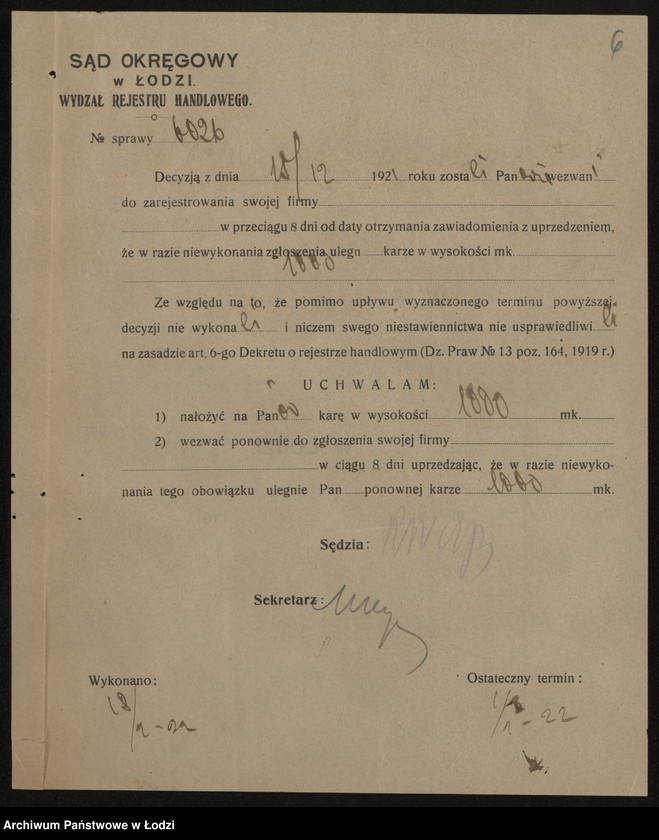 6
SĄD OKRĘGOWY
w ŁODZI.
WYDZAŁ REJESTRU HANDLOWEGO.
№ sprawy 6026
Decyzją z dnia 15/12 1921 roku zostali Panowie wezwani
do zarejestrowania swojej firmy
w przeciągu 8 dni od daty otrzymania zawiadomienia z uprzedzeniem,
że w razie niewykonania zgłoszenia ulegn karze w wysokości mk.
1000
Ze względu na to, że pomimo upływu wyznaczonego terminu powyższej
decyzji nie wykonali i niczem swego niestawiennictwa nie usprawiedliwili
na zasadzie art. 6-go Dekretu o rejestrze handlowym (Dz. Praw № 13 poz. 164, 1919 r.)
UCHWALAM:
1) nałożyć na Panów karę w wysokości 1000 mk.
2) wezwać ponownie do zgłoszenia swojej firmy
w ciągu 8 dni uprzedzając, że w razie niewyko-
nania tego obowiązku ulegnie Pan ponownej karze 1000 mk.
Sędzia:
Sekretarz:
Wykonano: Ostateczny termin:
18/2-22
Archiwum Państwowe w Łodzi